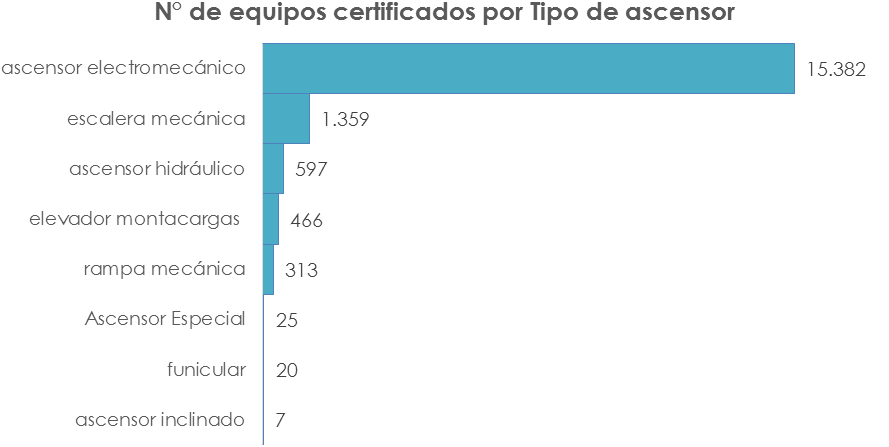 N° de equipos certificados por Tipo de ascensor
ascensor electromecánico 15.382
escalera mecánica 1.359
ascensor hidráulico 597
elevador montacargas 466
rampa mecánica 313
Ascensor Especial 25
funicular 20
ascensor inclinado 7